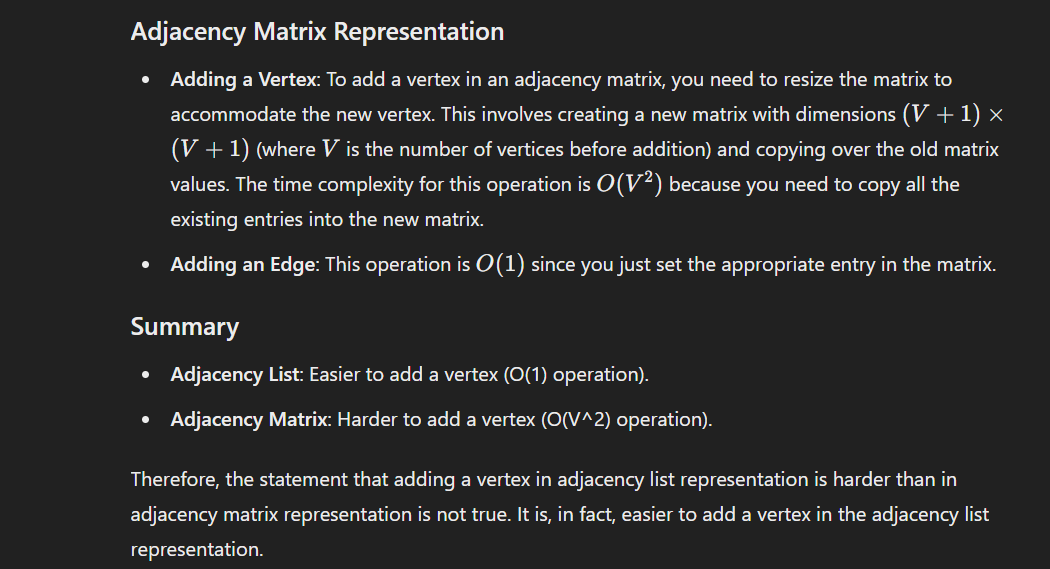 Adjacency Matrix Representation
• Adding a Vertex: To add a vertex in an adjacency matrix, you need to resize the matrix to
accommodate the new vertex. This involves creating a new matrix with dimensions (V + 1) ×
(V + 1) (where V is the number of vertices before addition) and copying over the old matrix
values. The time complexity for this operation is O(V²) because you need to copy all the
existing entries into the new matrix.
• Adding an Edge: This operation is O(1) since you just set the appropriate entry in the matrix.
Summary
• Adjacency List: Easier to add a vertex (O(1) operation).
• Adjacency Matrix: Harder to add a vertex (O(V^2) operation).
Therefore, the statement that adding a vertex in adjacency list representation is harder than in
adjacency matrix representation is not true. It is, in fact, easier to add a vertex in the adjacency list
representation.